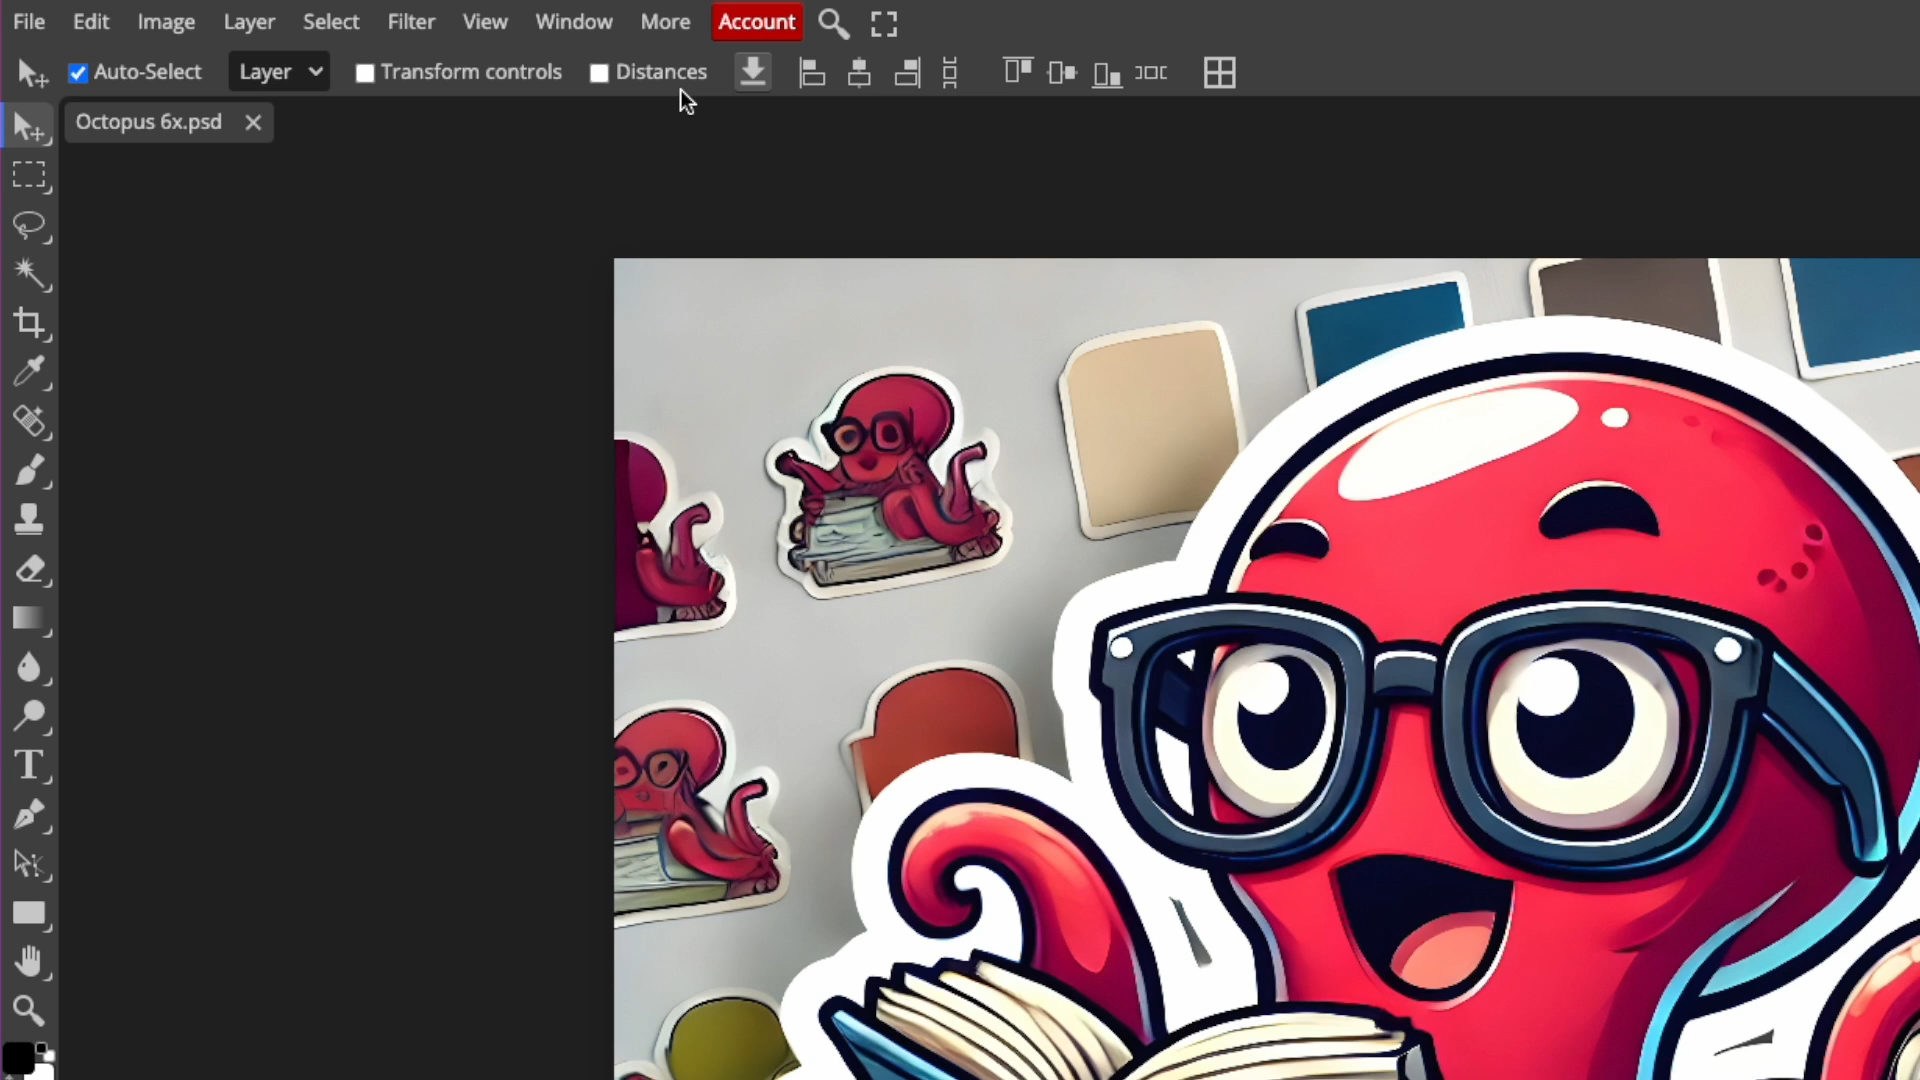 File Edit Image Layer Select Filter View Window More Account
Auto-Select Layer Transform controls Distances
Octopus 6x.psd
T